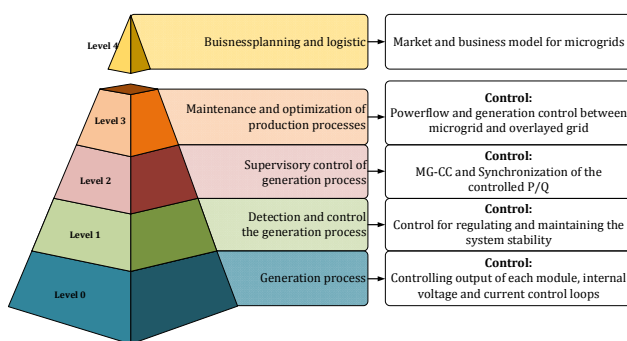 Level 4
Buisnessplanning and logistic
Market and business model for microgrids
Level 3
Maintenance and optimization of
production processes
Control:
Powerflow and generation control between
microgrid and overlayed grid
Level 2
Supervisory control of
generation process
Control:
MG-CC and Synchronization of the
controlled P/Q
Level 1
Detection and control
the generation process
Control:
Control for regulating and maintaining the
system stability
Level 0
Generation process
Control:
Controlling output of each module, internal
voltage and current control loops